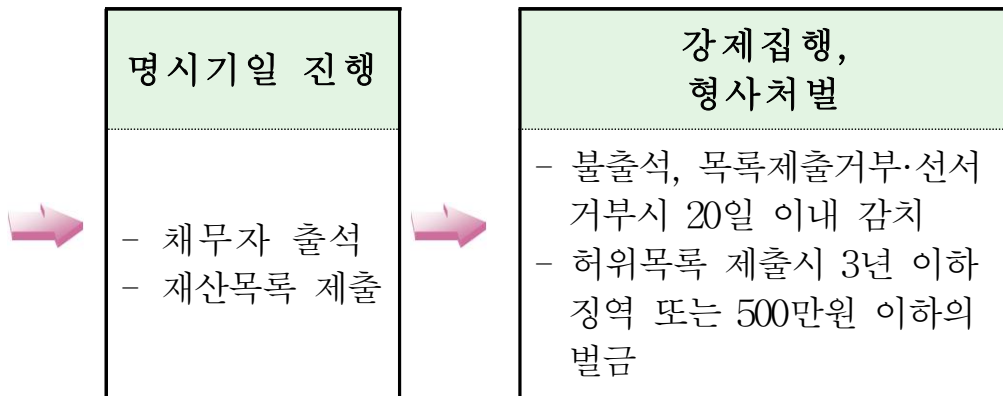 명시기일 진행
- 채무자 출석
- 재산목록 제출
강제집행,
형사처벌
- 불출석, 목록제출거부·선서
거부시 20일 이내 감치
- 허위목록 제출시 3년 이하
징역 또는 500만원 이하의
벌금